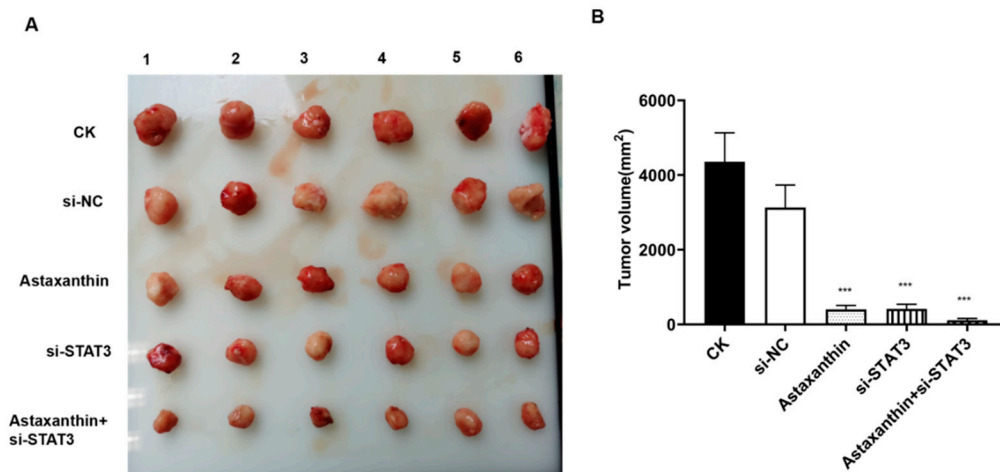 A
1 2 3 4 5 6
CK
si-NC
Astaxanthin
si-STAT3
Astaxanthin+
si-STAT3
B
Tumor volume(mm²)
6000
4000
2000
0
***
***
***
CK
si-NC
Astaxanthin
si-STAT3
Astaxanthin+si-STAT3